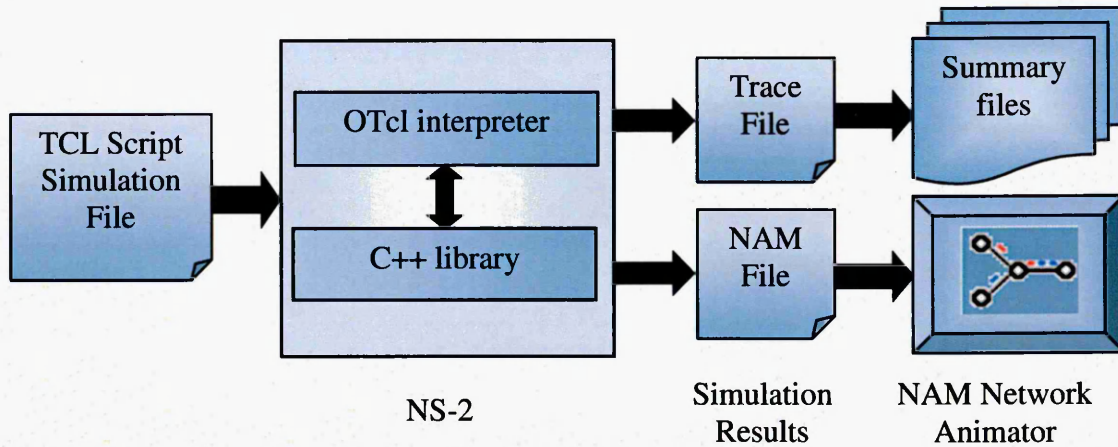 TCL Script
Simulation
File
OTcl interpreter
C++ library
NS-2
Trace
File
NAM
File
Simulation
Results
Summary
files
NAM Network
Animator